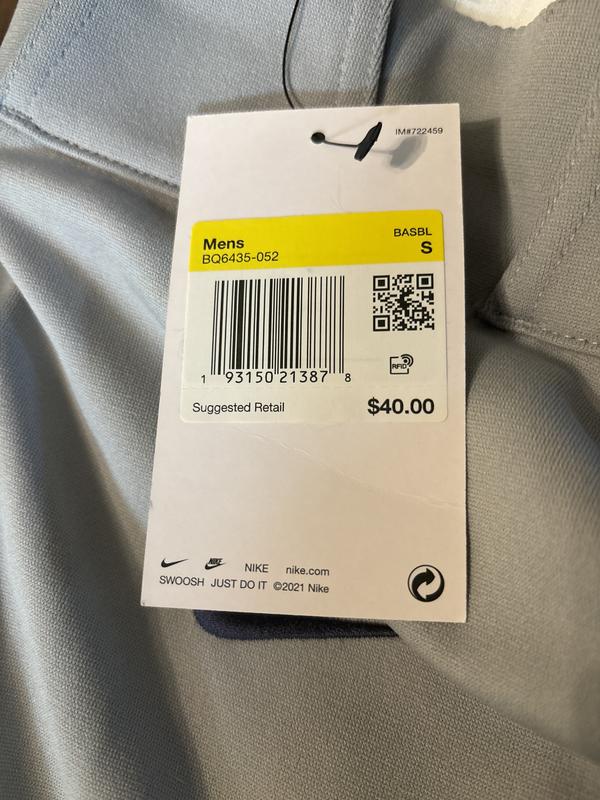 IM#722459
Mens BASBL
BQ6435-052 S
RFID
1 93150 21387 8
Suggested Retail $40.00
NIKE NIKE nike.com
SWOOSH JUST DO IT ©2021 Nike